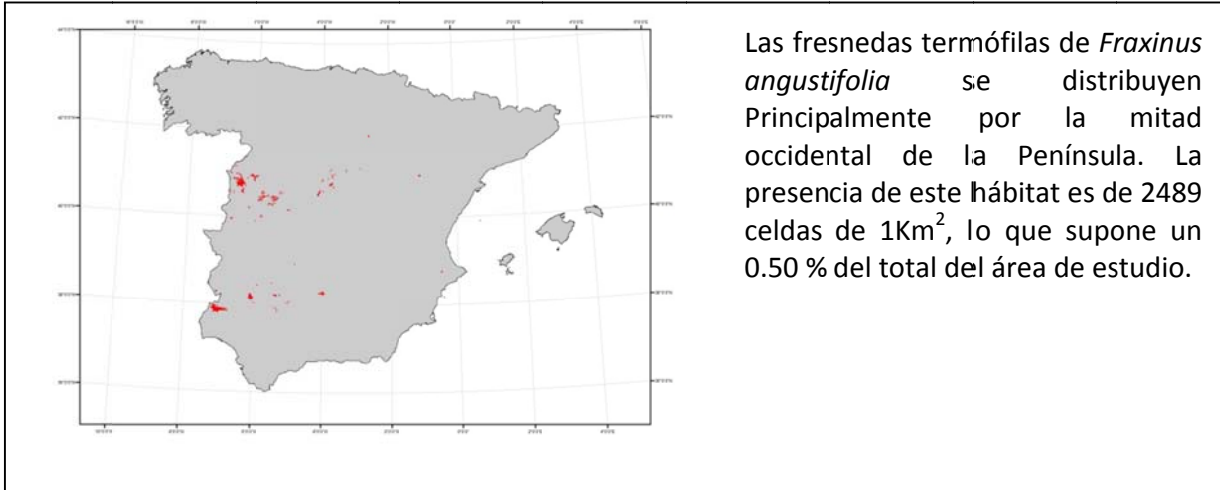 Las fresnedas termófilas de Fraxinus
angustifolia se distribuyen
Principalmente por la mitad
occidental de la Península. La
presencia de este hábitat es de 2489
celdas de 1Km², lo que supone un
0.50 % del total del área de estudio.